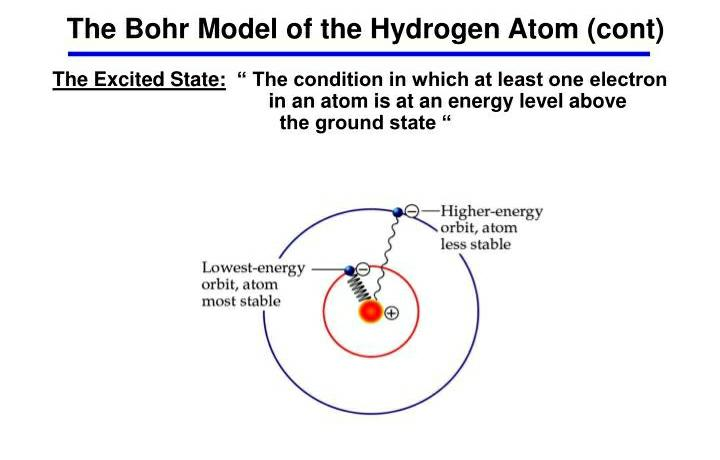 The Bohr Model of the Hydrogen Atom (cont)
The Excited State: “ The condition in which at least one electron
in an atom is at an energy level above
the ground state “
Higher-energy
orbit, atom
less stable
Lowest-energy
orbit, atom
most stable